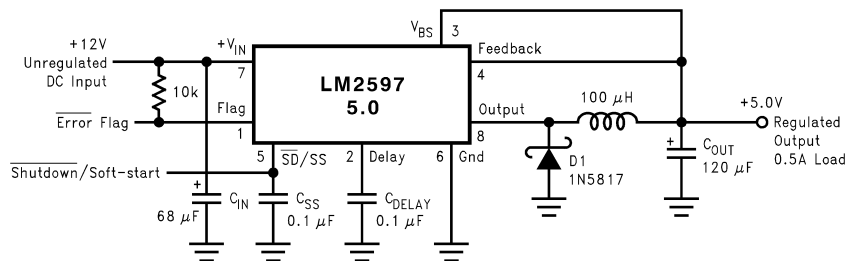 V_BS 3
+12V
Unregulated
DC Input
+V_IN
7
LM2597
5.0
Feedback
4
10k
Flag
1
Error Flag
Output
8
100 μH
+5.0V
Regulated
Output
0.5A Load
5 SD/SS
2 Delay
6 Gnd
Shutdown/Soft-start
D1
1N5817
+
C_OUT
120 μF
+
C_IN
68 μF
C_SS
0.1 μF
C_DELAY
0.1 μF